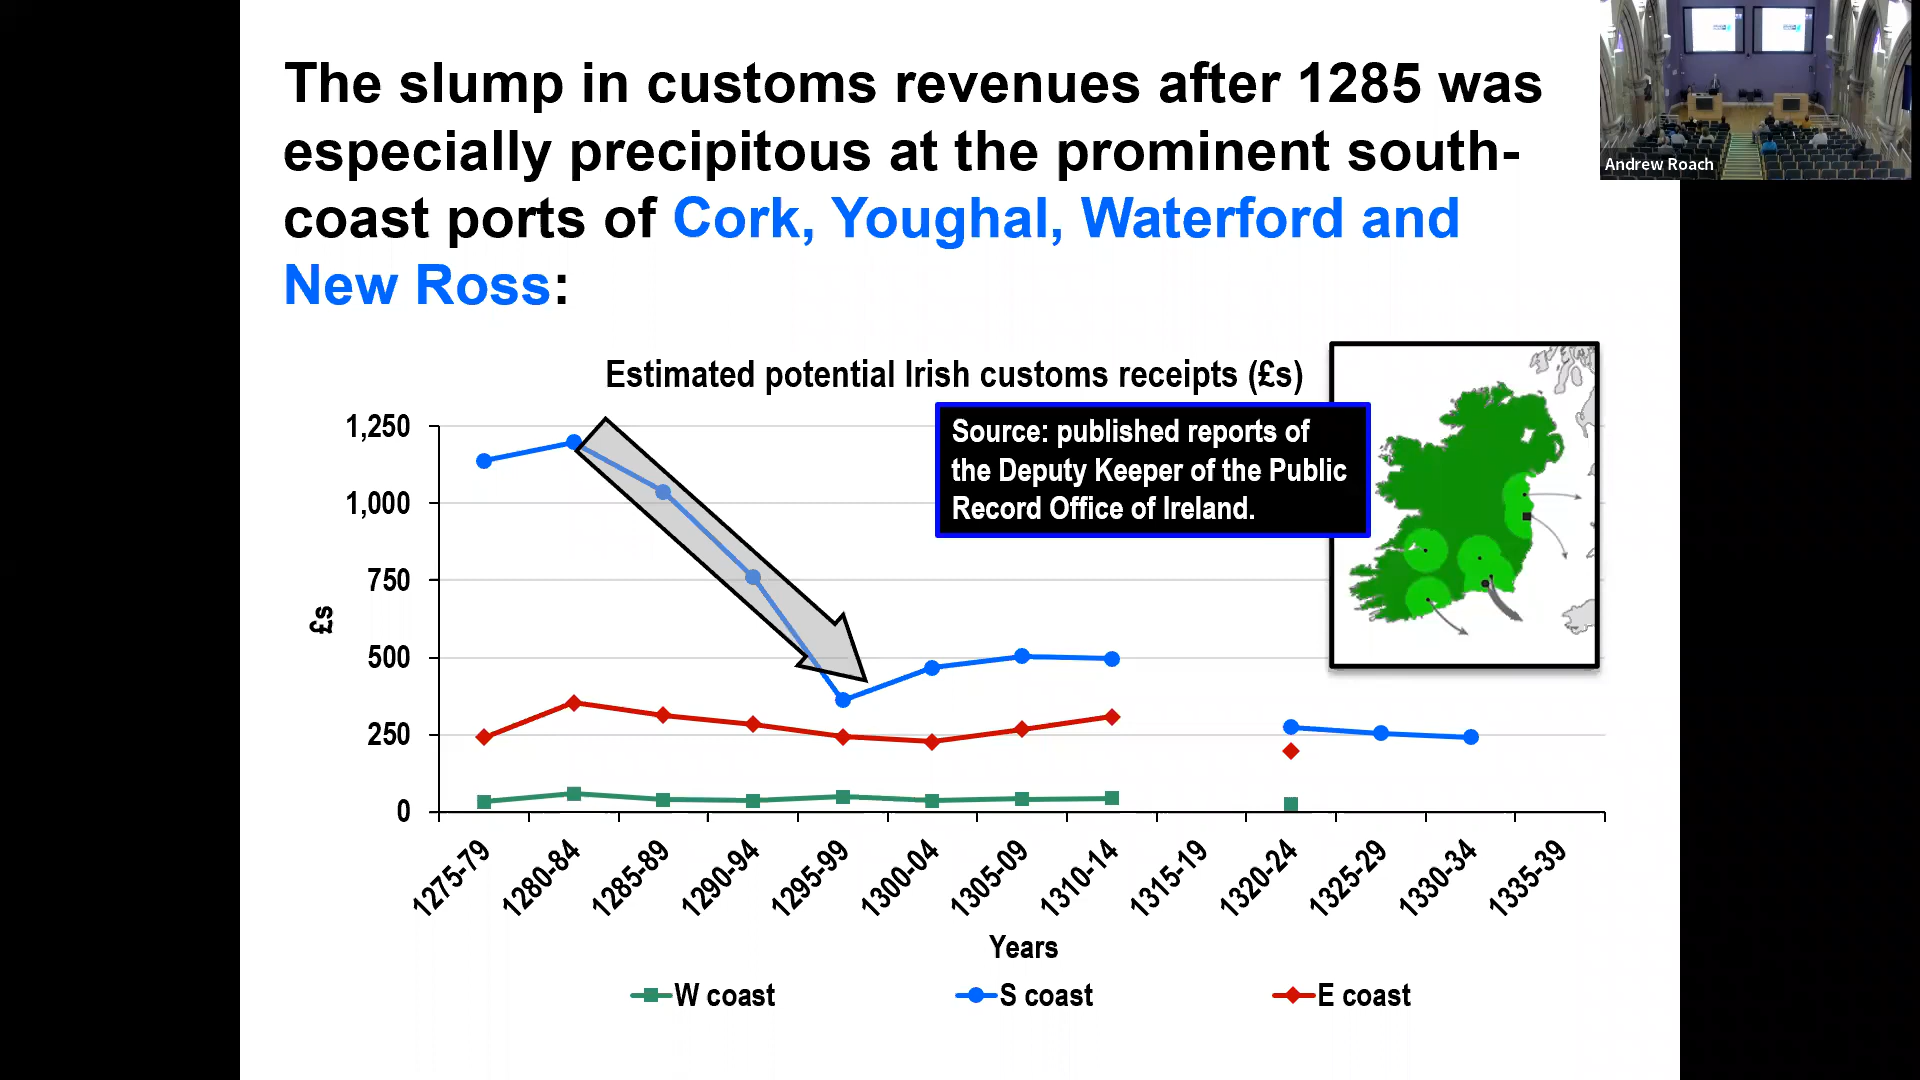 The slump in customs revenues after 1285 was
especially precipitous at the prominent south-
coast ports of Cork, Youghal, Waterford and
New Ross:
Andrew Roach
Estimated potential Irish customs receipts (£s)
Source: published reports of
the Deputy Keeper of the Public
Record Office of Ireland.
£s
1,250
1,000
750
500
250
0
1275-79
1280-84
1285-89
1290-94
1295-99
1300-04
1305-09
1310-14
1315-19
1320-24
1325-29
1330-34
1335-39
Years
W coast
S coast
E coast